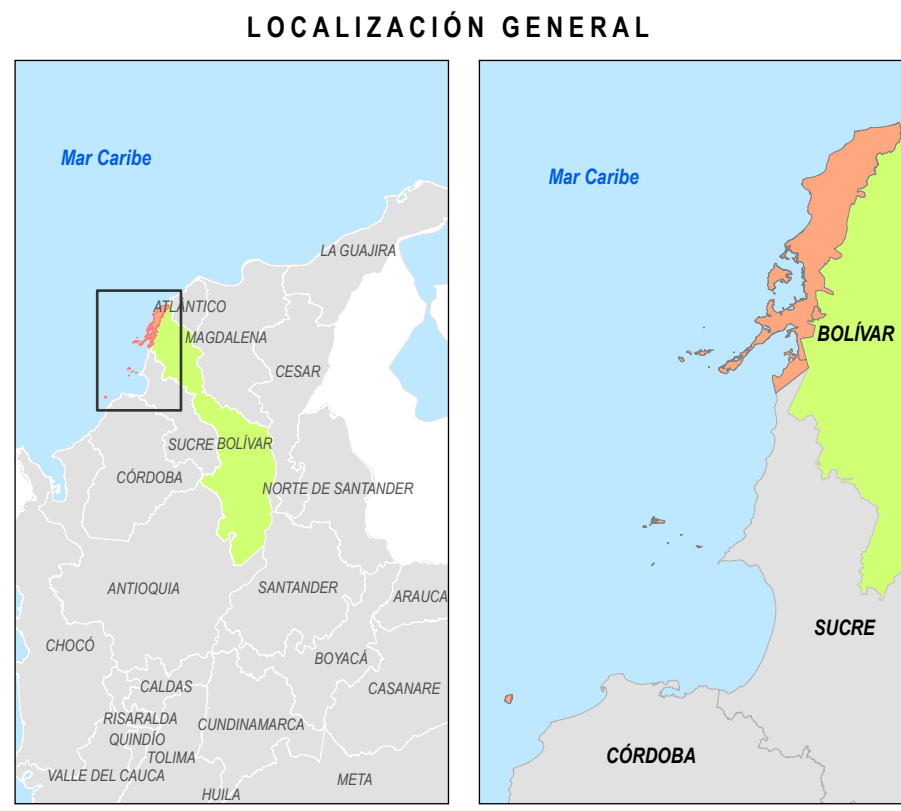 LOCALIZACIÓN GENERAL
Mar Caribe
LA GUAJIRA
ATLÁNTICO
MAGDALENA
CESAR
SUCRE
BOLÍVAR
CÓRDOBA
NORTE DE SANTANDER
ANTIOQUIA
SANTANDER
ARAUCA
CHOCÓ
BOYACÁ
CALDAS
CASANARE
RISARALDA
CUNDINAMARCA
QUINDÍO
TOLIMA
VALLE DEL CAUCA
META
HUILA
Mar Caribe
BOLÍVAR
SUCRE
CÓRDOBA